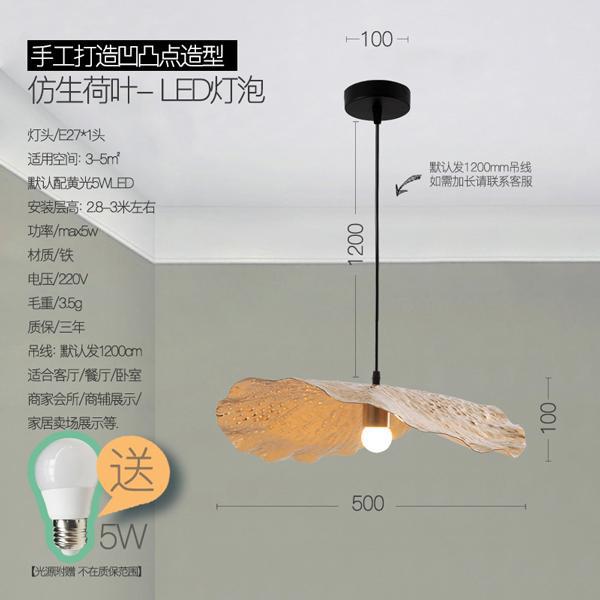 手工打造凹凸点造型
仿生荷叶- LED灯泡
灯头/E27*1头
适用空间: 3-5㎡
默认配黄光5W LED
安装层高: 2.8-3米左右
功率/max5w
材质/铁
电压/220V
毛重/3.5g
质保/三年
吊线: 默认发1200cm
适合客厅/餐厅/卧室
商家会所/商辅展示/
家居卖场展示等.
送
5W
【光源附赠 不在质保范围】
100
默认发1200mm吊线
如需加长请联系客服
1200
100
500